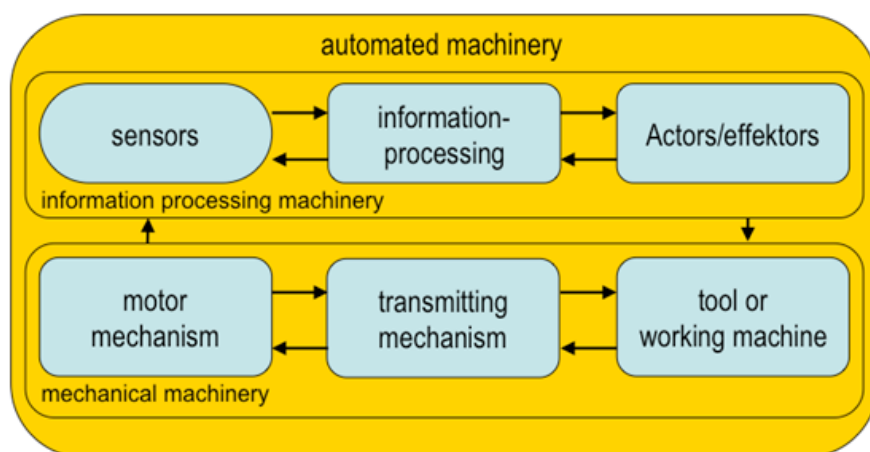 automated machinery
sensors
information-
processing
Actors/effektors
information processing machinery
motor
mechanism
transmitting
mechanism
tool or
working machine
mechanical machinery